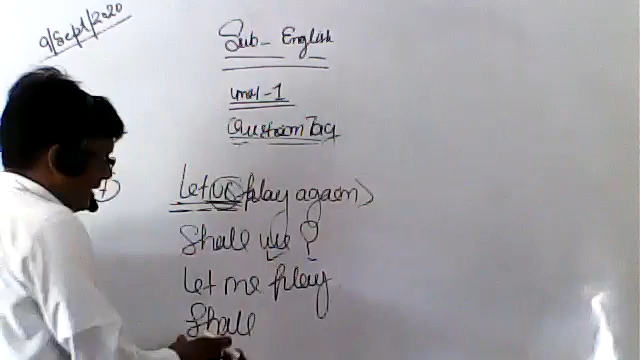 9/Sept/2020
Sub- English
Unit-1
Question Tag
Let us play again,
Shall we ?
Let me play
Shall